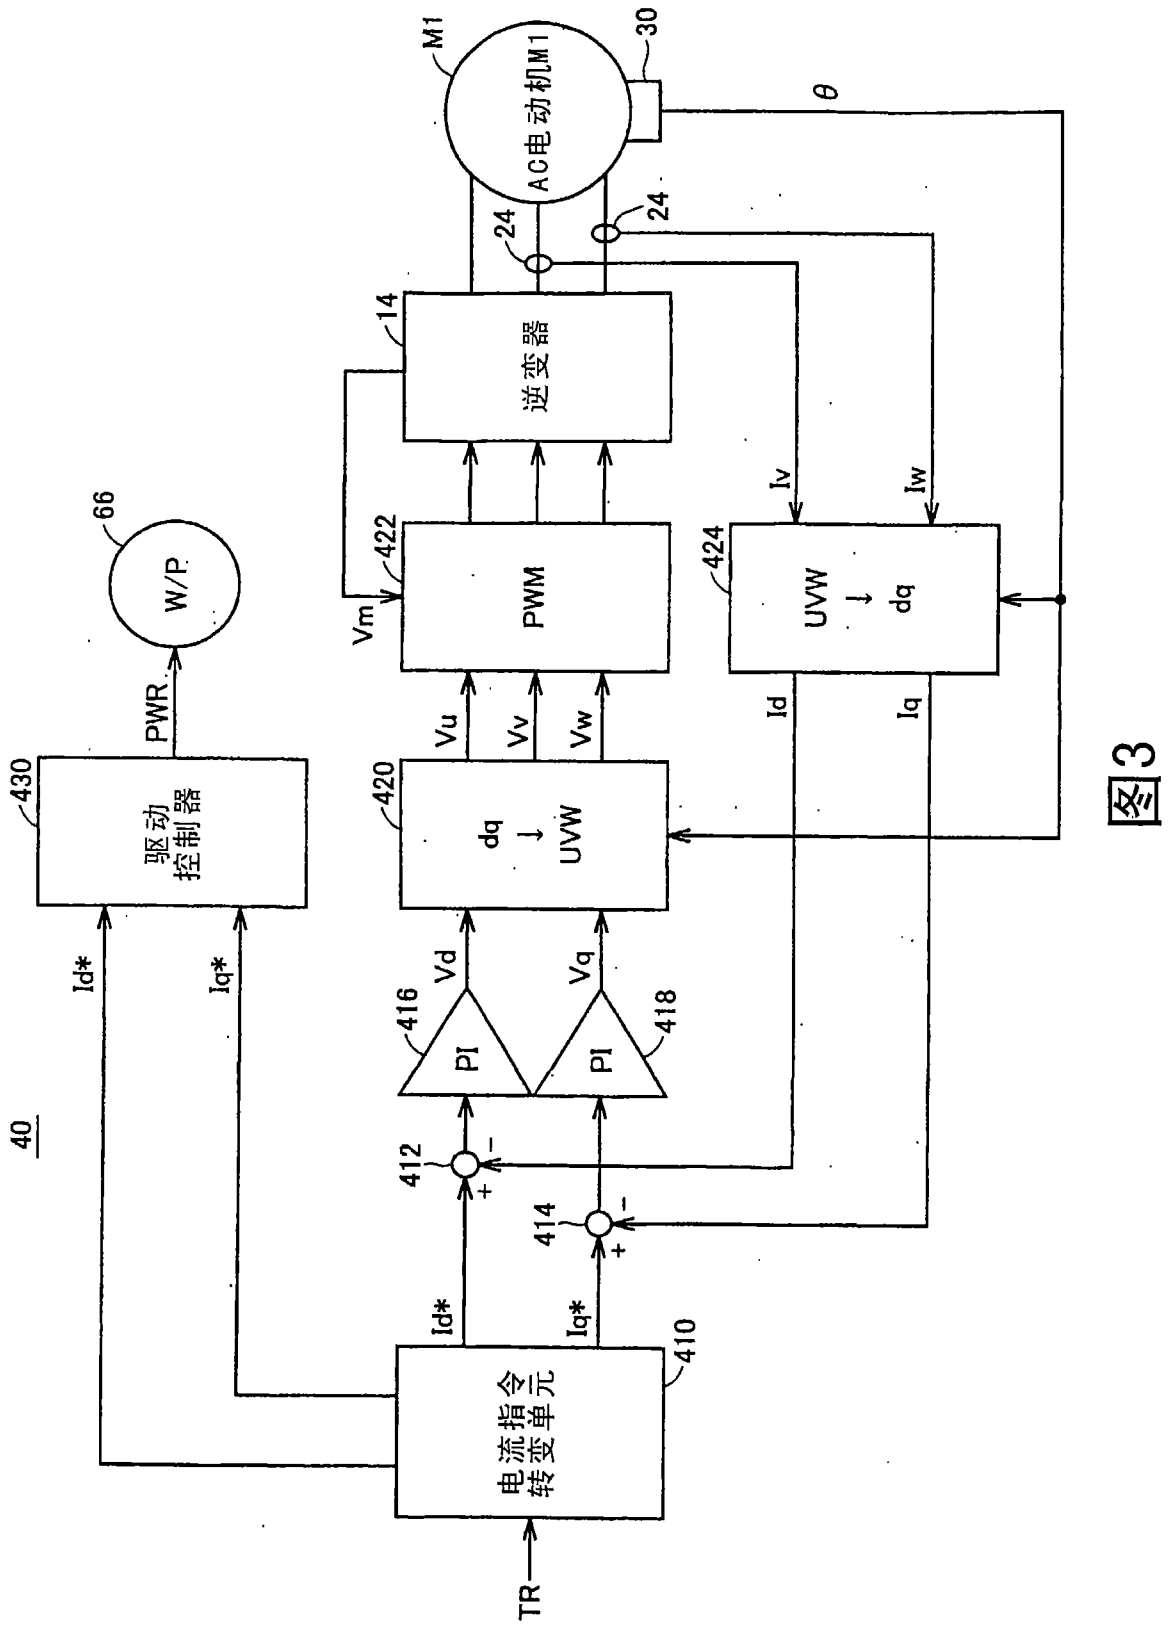 40
430
驱动
控制器
PWR
66
W/P
Id*
Iq*
TR
电流指令
转变单元
410
Id*
Iq*
412
+
-
414
+
-
416
PI
418
PI
Vd
Vq
420
dq
↓
UVW
Vu
Vv
Vw
Vm
422
PWM
14
逆变器
24
24
M1
AC电动机M1
30
θ
Iv
Iw
424
UVW
↓
dq
Id
Iq
图3